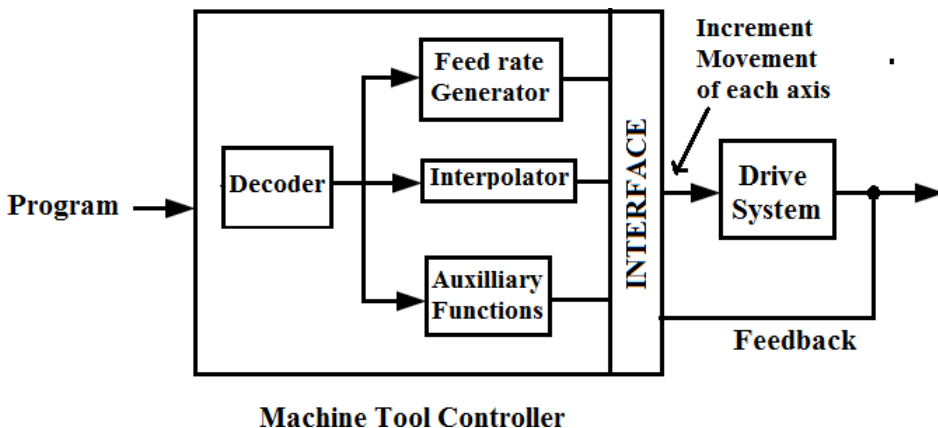 Program
Decoder
Feed rate
Generator
Interpolator
Auxilliary
Functions
INTERFACE
Increment
Movement
of each axis
Drive
System
Feedback
Machine Tool Controller